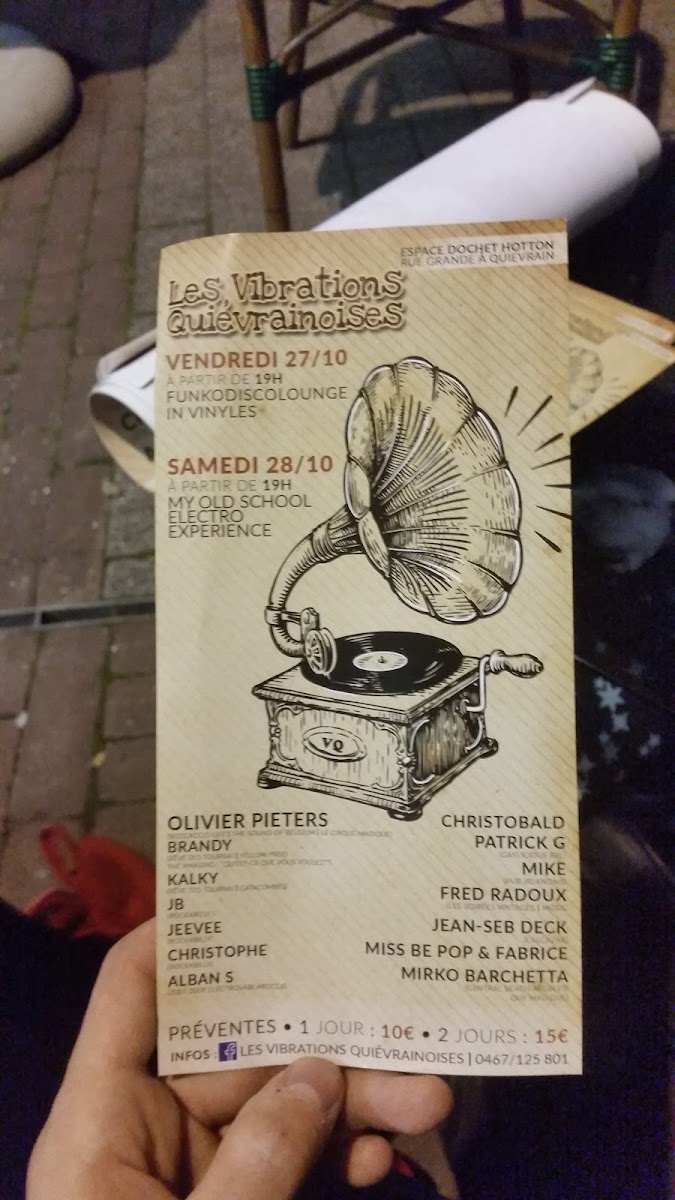 ESPACE DOCHET HOTTON
RUE GRANDE À QUIEVRAIN
Les Vibrations
Quiévrainoises
VENDREDI 27/10
À PARTIR DE 19H
FUNKODISCOLOUNGE
IN VINYLES
SAMEDI 28/10
À PARTIR DE 19H
MY OLD SCHOOL
ELECTRO
EXPERIENCE
VQ
OLIVIER PIETERS
BRANDY
KALKY
JB
JEEVEE
CHRISTOPHE
ALBAN S
CHRISTOBALD
PATRICK G
MIKE
FRED RADOUX
JEAN-SEB DECK
MISS BE POP & FABRICE
MIRKO BARCHETTA
PRÉVENTES • 1 JOUR : 10€ • 2 JOURS : 15€
INFOS : f LES VIBRATIONS QUIÉVRAINOISES | 0467/125 801